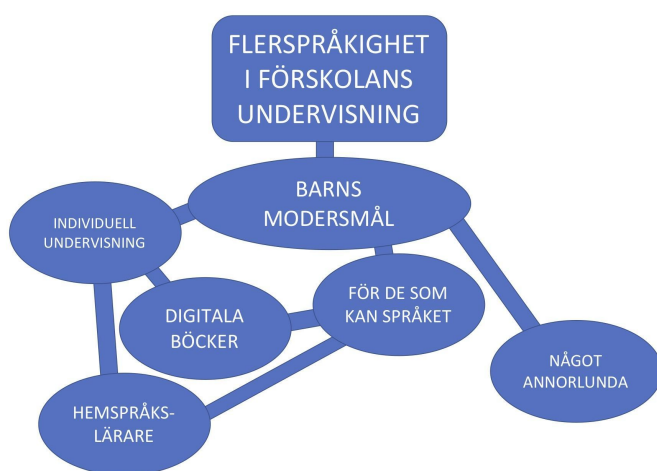 FLERSPRÅKIGHET
I FÖRSKOLANS
UNDERVISNING
BARNS
MODERSMÅL
INDIVIDUELL
UNDERVISNING
DIGITALA
BÖCKER
FÖR DE SOM
KAN SPRÅKET
NÅGOT
ANNORLUNDA
HEMSPRÅKS-
LÄRARE